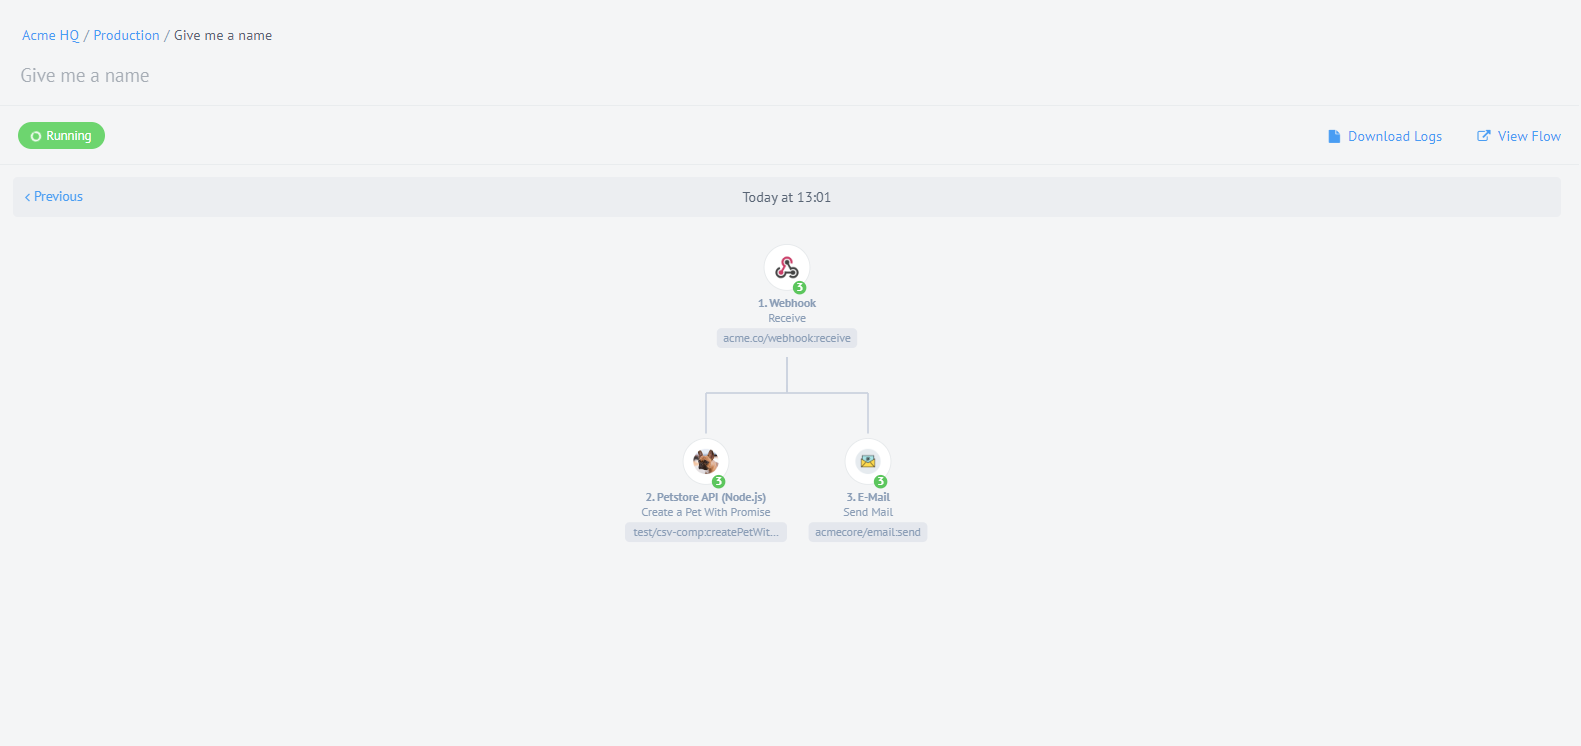 Acme HQ / Production / Give me a name
Give me a name
Running
Download Logs
View Flow
Previous
Today at 13:01
3
1. Webhook
Receive
acme.co/webhook:receive
3
2. Petstore API (Node.js)
Create a Pet With Promise
test/csv-comp:createPetWit...
3
3. E-Mail
Send Mail
acmecore/email:send